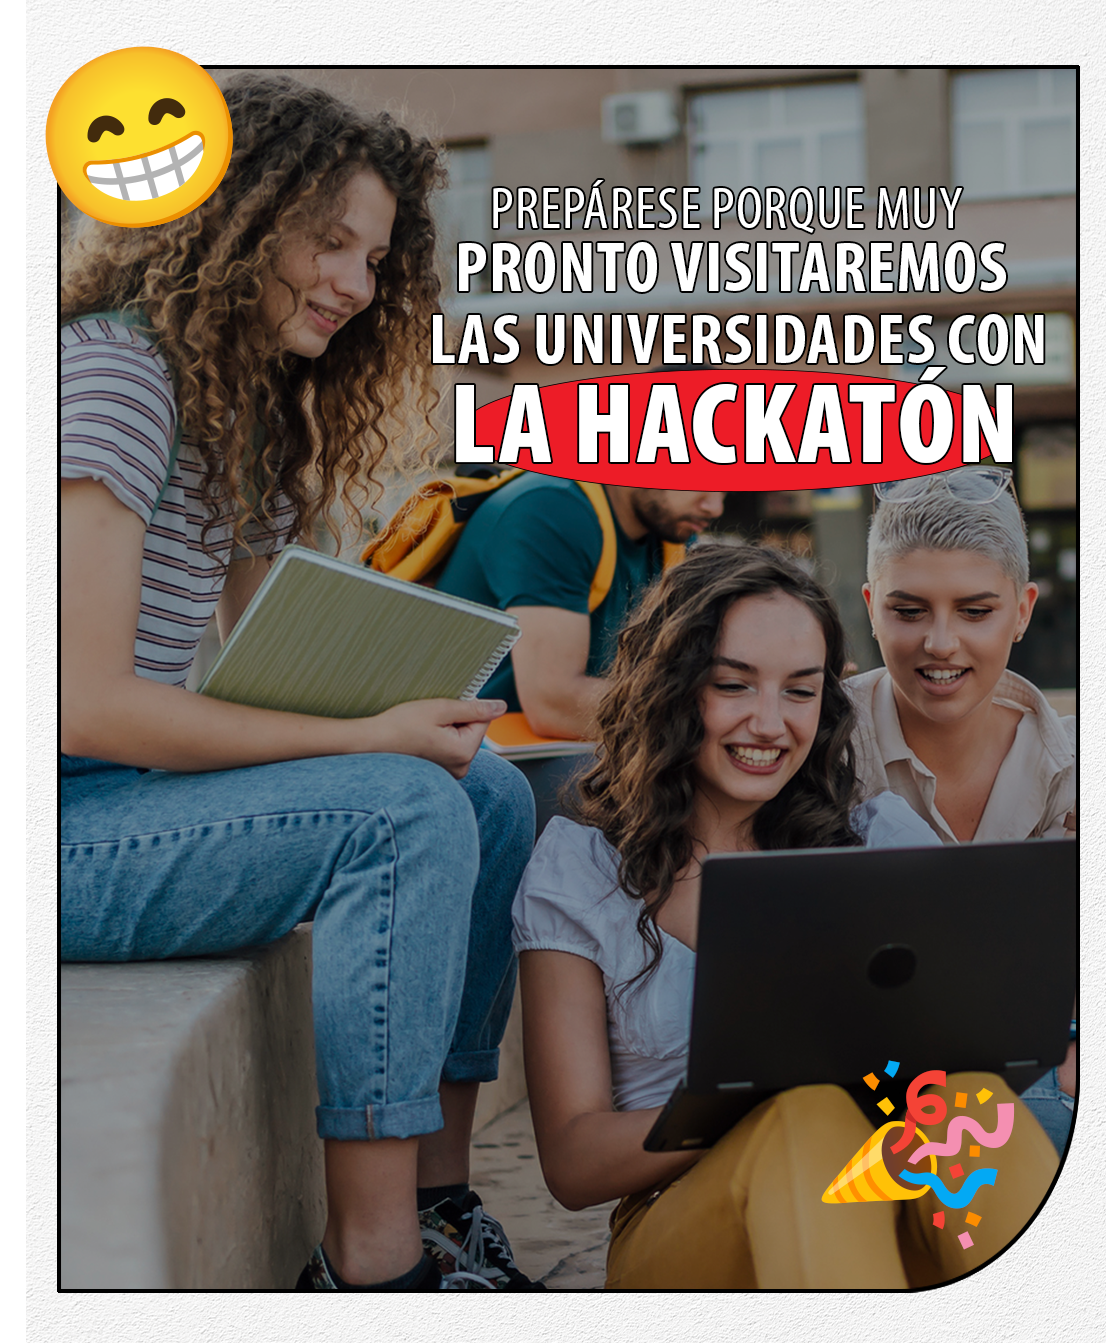 PREPÁRESE PORQUE MUY
PRONTO VISITAREMOS
LAS UNIVERSIDADES CON
LA HACKATÓN